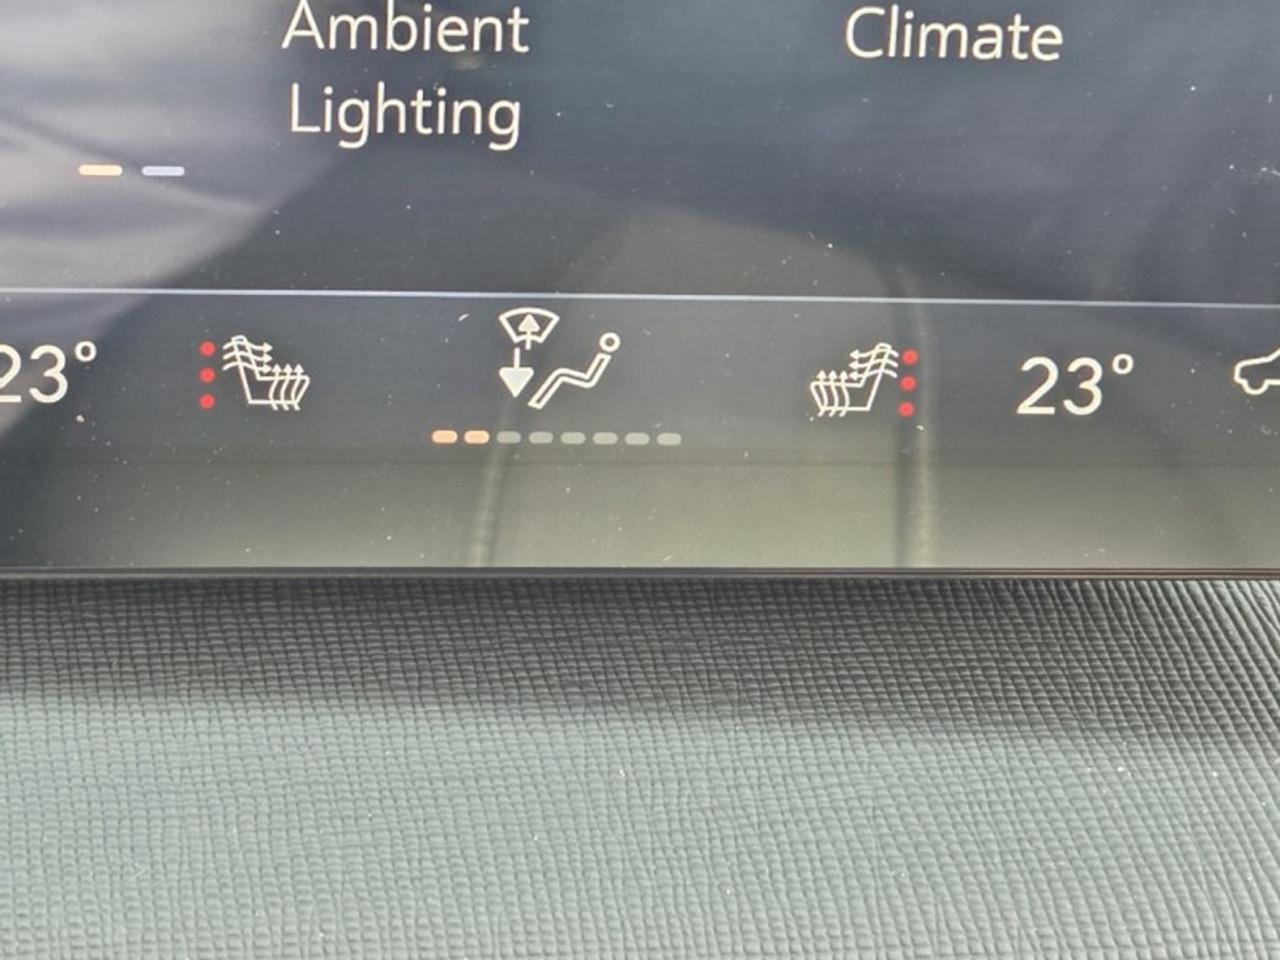 Ambient
Lighting
Climate
23°
23°